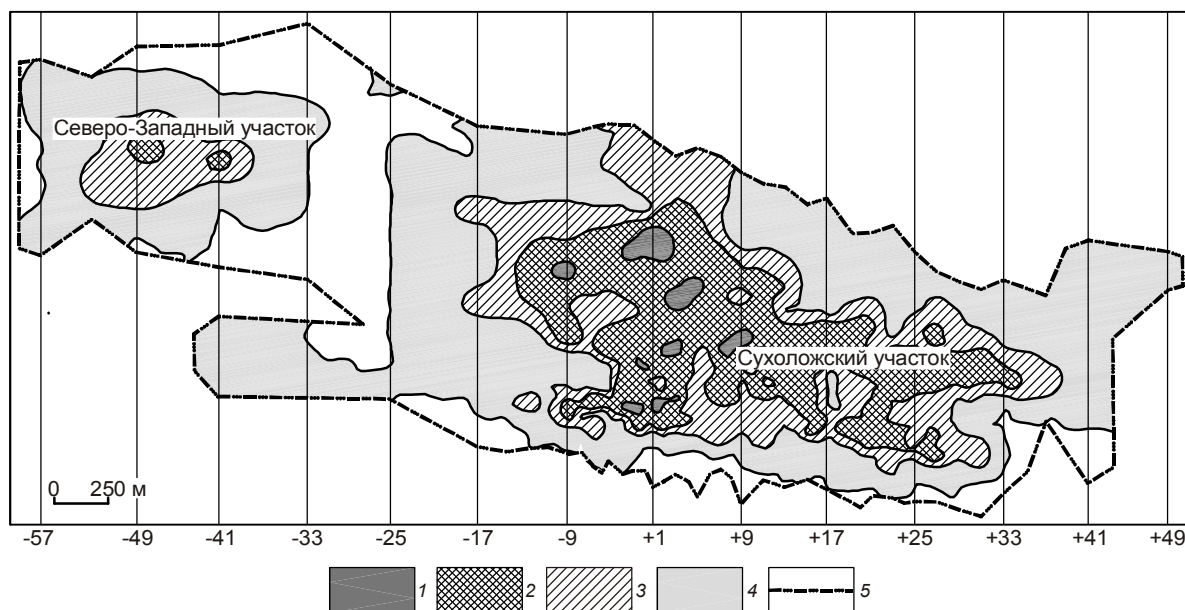 Северо-Западный участок
Сухоложский участок
0 250 м
-57 -49 -41 -33 -25 -17 -9 +1 +9 +17 +25 +33 +41 +49
1 2 3 4 5